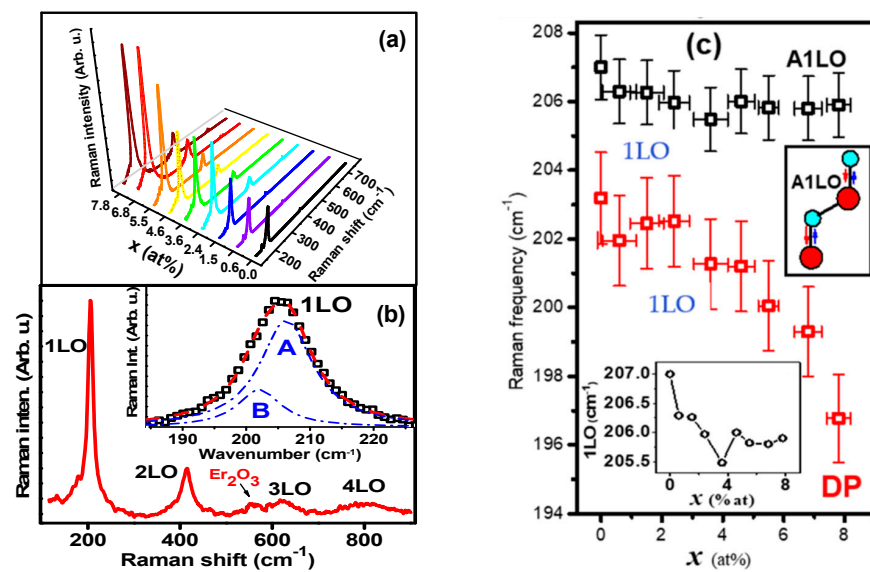 (a)
Raman intensity (Arb. u.)
7.8 6.8 5.5 4.6 3.6 2.4 1.5 0.6 0.0
x (at%)
200 300 400 500 600 700
Raman shift (cm-1)
(b)
Raman inten. (Arb. u.)
1LO
2LO
Er2O3
3LO
4LO
200 400 600 800
Raman shift (cm-1)
Raman Int. (Arb. u.)
1LO
A
B
190 200 210 220
Wavenumber (cm-1)
(c)
Raman frequency (cm-1)
208
206
204
202
200
198
196
194
A1LO
1LO
1LO
A1LO
DP
1LO (cm-1)
207.0
206.5
206.0
205.5
0 4 8
x (% at)
0 2 4 6 8
x (at%)